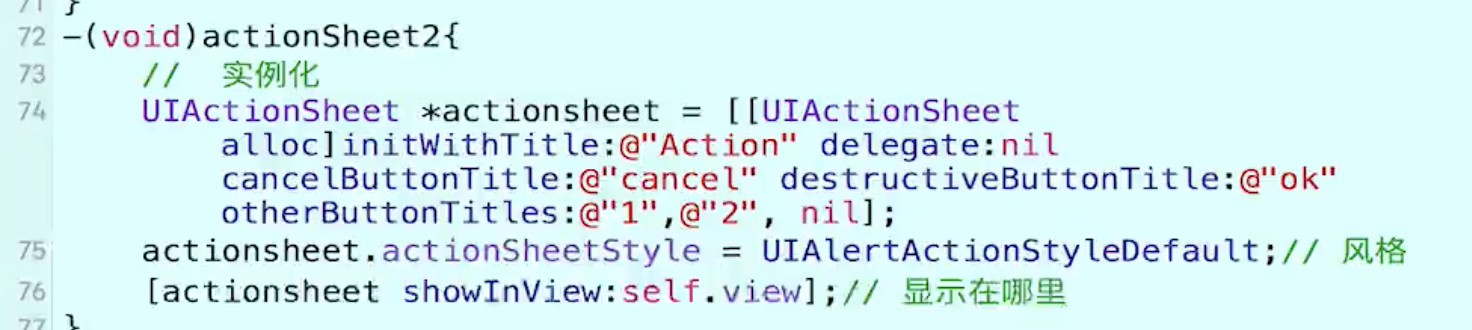 71 }
72 -(void)actionSheet2{
73 // 实例化
74 UIActionSheet *actionsheet = [[UIActionSheet
alloc]initWithTitle:@"Action" delegate:nil
cancelButtonTitle:@"cancel" destructiveButtonTitle:@"ok"
otherButtonTitles:@"1",@"2", nil];
75 actionsheet.actionSheetStyle = UIAlertActionStyleDefault;// 风格
76 [actionsheet showInView:self.view];// 显示在哪里
77 }